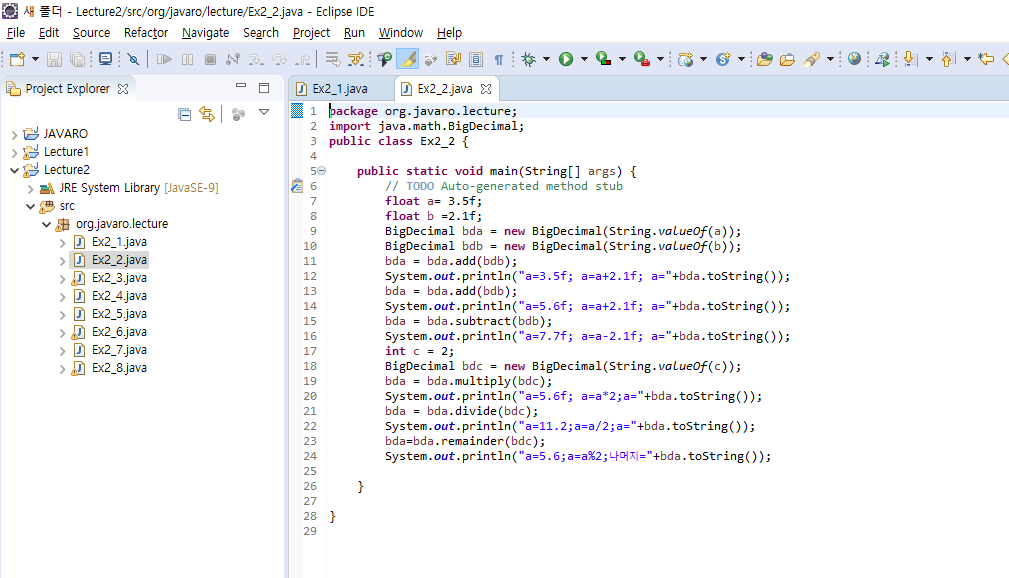 새 폴더 - Lecture2/src/org/javaro/lecture/Ex2_2.java - Eclipse IDE
File Edit Source Refactor Navigate Search Project Run Window Help
Project Explorer
Ex2_1.java Ex2_2.java
JAVARO
Lecture1
Lecture2
JRE System Library [JavaSE-9]
src
org.javaro.lecture
Ex2_1.java
Ex2_2.java
Ex2_3.java
Ex2_4.java
Ex2_5.java
Ex2_6.java
Ex2_7.java
Ex2_8.java
1 package org.javaro.lecture;
2 import java.math.BigDecimal;
3 public class Ex2_2 {
4
5 public static void main(String[] args) {
6 // TODO Auto-generated method stub
7 float a= 3.5f;
8 float b =2.1f;
9 BigDecimal bda = new BigDecimal(String.valueOf(a));
10 BigDecimal bdb = new BigDecimal(String.valueOf(b));
11 bda = bda.add(bdb);
12 System.out.println("a=3.5f; a=a+2.1f; a="+bda.toString());
13 bda = bda.add(bdb);
14 System.out.println("a=5.6f; a=a+2.1f; a="+bda.toString());
15 bda = bda.subtract(bdb);
16 System.out.println("a=7.7f; a=a-2.1f; a="+bda.toString());
17 int c = 2;
18 BigDecimal bdc = new BigDecimal(String.valueOf(c));
19 bda = bda.multiply(bdc);
20 System.out.println("a=5.6f; a=a*2;a="+bda.toString());
21 bda = bda.divide(bdc);
22 System.out.println("a=11.2;a=a/2;a="+bda.toString());
23 bda=bda.remainder(bdc);
24 System.out.println("a=5.6;a=a%2;나머지="+bda.toString());
25
26 }
27
28 }
29